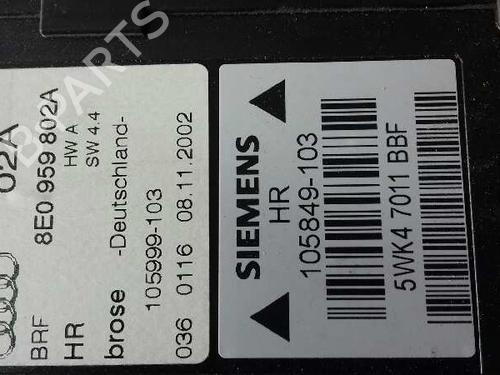 02A
8E0 959 802A
HW A
SW 4.4
BRF
HR
brose -Deutschland-
105999-103
036 0116 08.11.2002
SIEMENS
HR
105849-103
5WK4 7011 BBF
B-PARTS